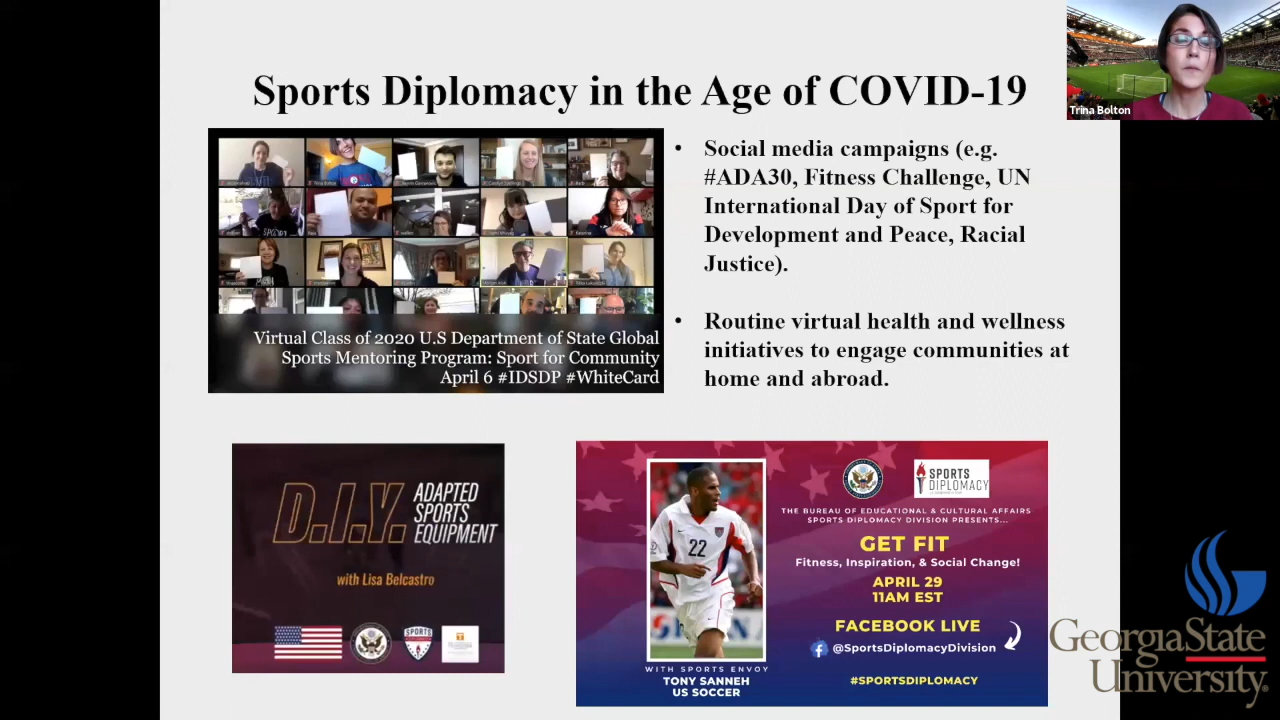 Sports Diplomacy in the Age of COVID-19
Trina Bolton
Virtual Class of 2020 U.S Department of State Global
Sports Mentoring Program: Sport for Community
April 6 #IDSDP #WhiteCard
• Social media campaigns (e.g.
#ADA30, Fitness Challenge, UN
International Day of Sport for
Development and Peace, Racial
Justice).
• Routine virtual health and wellness
initiatives to engage communities at
home and abroad.
D.I.Y. ADAPTED
SPORTS
EQUIPMENT
with Lisa Belcastro
SPORTS
22
WITH SPORTS ENVOY
TONY SANNEH
US SOCCER
SPORTS
DIPLOMACY
THE BUREAU OF EDUCATIONAL & CULTURAL AFFAIRS
SPORTS DIPLOMACY DIVISION PRESENTS...
GET FIT
Fitness, Inspiration, & Social Change!
APRIL 29
11AM EST
FACEBOOK LIVE
@SportsDiplomacyDivision
#SPORTSDIPLOMACY
GeorgiaState
University